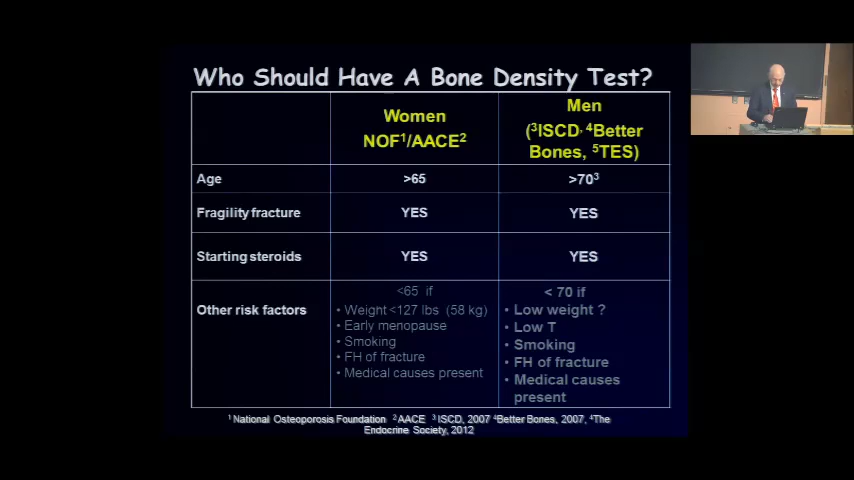 Who Should Have A Bone Density Test?
Women
NOF¹/AACE²
Men
(³ISCD, ⁴Better
Bones, ⁵TES)
Age
>65
>70³
Fragility fracture
YES
YES
Starting steroids
YES
YES
Other risk factors
<65 if
• Weight <127 lbs (58 kg)
• Early menopause
• Smoking
• FH of fracture
• Medical causes present
< 70 if
• Low weight ?
• Low T
• Smoking
• FH of fracture
• Medical causes
present
¹ National Osteoporosis Foundation ²AACE ³ ISCD, 2007 ⁴Better Bones, 2007, ⁴The
Endocrine Society, 2012